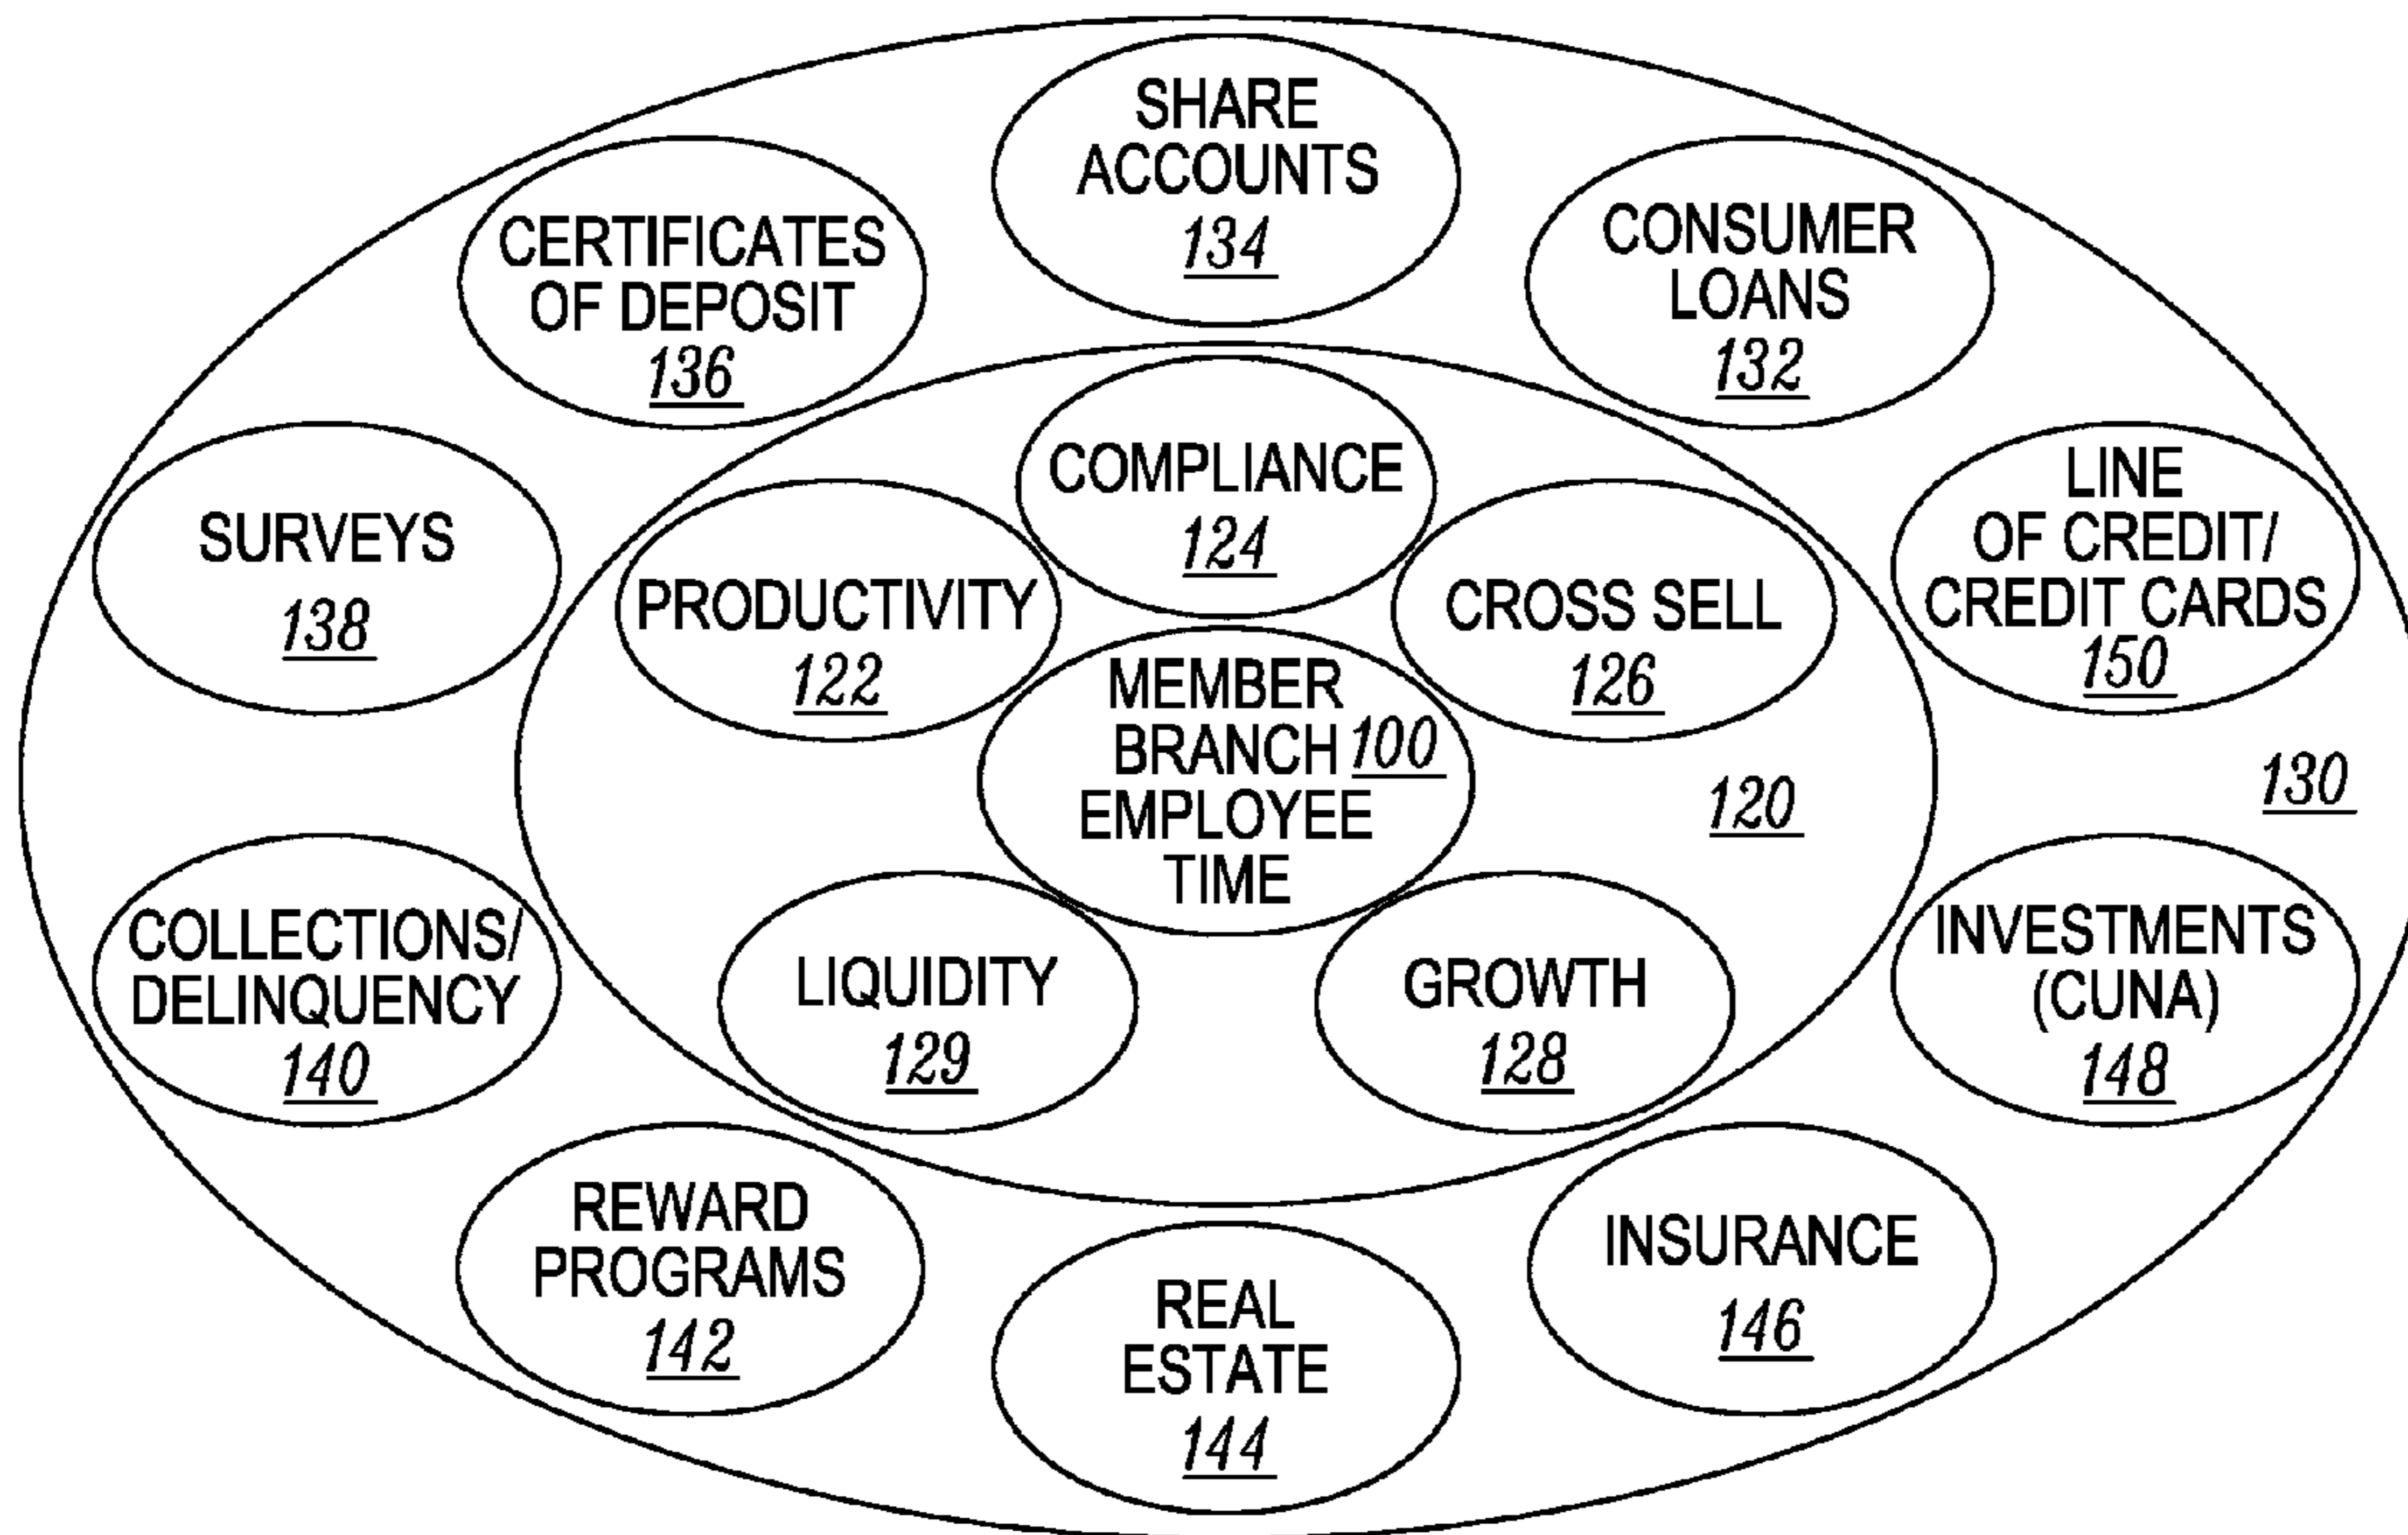 SHARE
ACCOUNTS
134
CERTIFICATES
OF DEPOSIT
136
CONSUMER
LOANS
132
SURVEYS
138
COMPLIANCE
124
LINE
OF CREDIT/
CREDIT CARDS
150
PRODUCTIVITY
122
CROSS SELL
126
MEMBER
BRANCH 100
EMPLOYEE
TIME
120
130
COLLECTIONS/
DELINQUENCY
140
LIQUIDITY
129
GROWTH
128
INVESTMENTS
(CUNA)
148
REWARD
PROGRAMS
142
REAL
ESTATE
144
INSURANCE
146